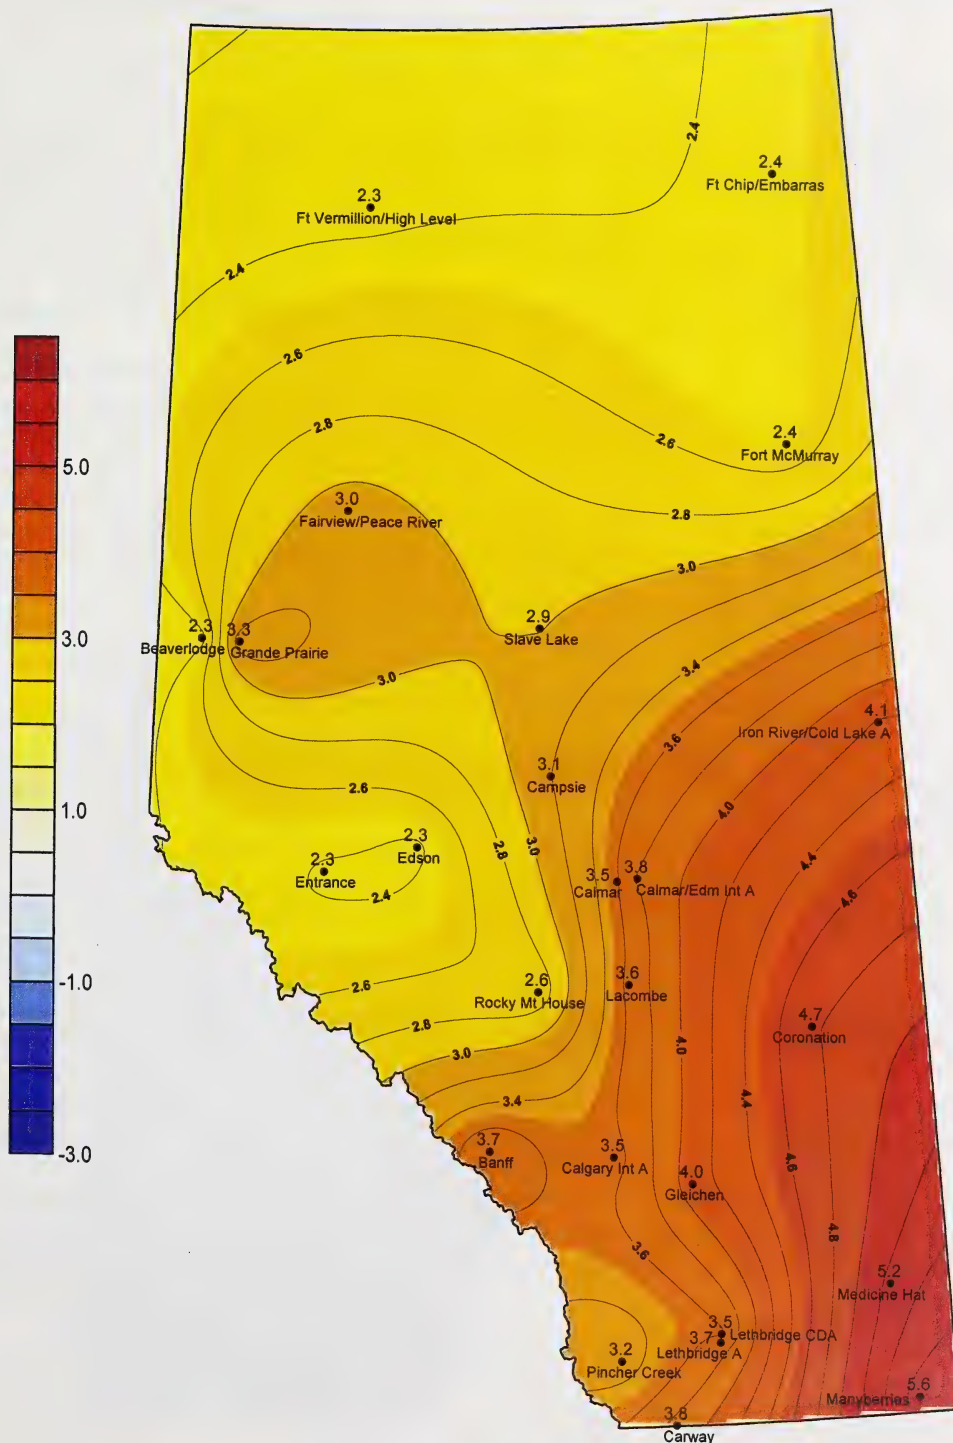 2.4
2.4
Ft Chip/Embarras
2.3
Ft Vermillion/High Level
2.4
2.6
2.8
2.6
2.4
Fort McMurray
5.0
3.0
Fairview/Peace River
2.8
3.0
2.9
Slave Lake
2.3
Beaverlodge
3.3
Grande Prairie
3.0
3.0
3.4
4.1
Iron River/Cold Lake A
3.6
3.1
Campsie
2.6
4.0
1.0
2.3
Edson
2.8
3.0
4.4
2.3
Entrance
2.4
3.5
Calmar
3.8
Calmar/Edm Int A
4.6
-1.0
2.6
2.6
Rocky Mt House
3.6
Lacombe
2.8
4.7
Coronation
3.0
4.0
3.4
4.4
-3.0
3.7
Banff
3.5
Calgary Int A
4.6
4.0
Gleichen
3.6
4.8
5.2
Medicine Hat
3.5
Lethbridge CDA
3.7
Lethbridge A
3.2
Pincher Creek
5.6
Manyberries
3.8
Carway